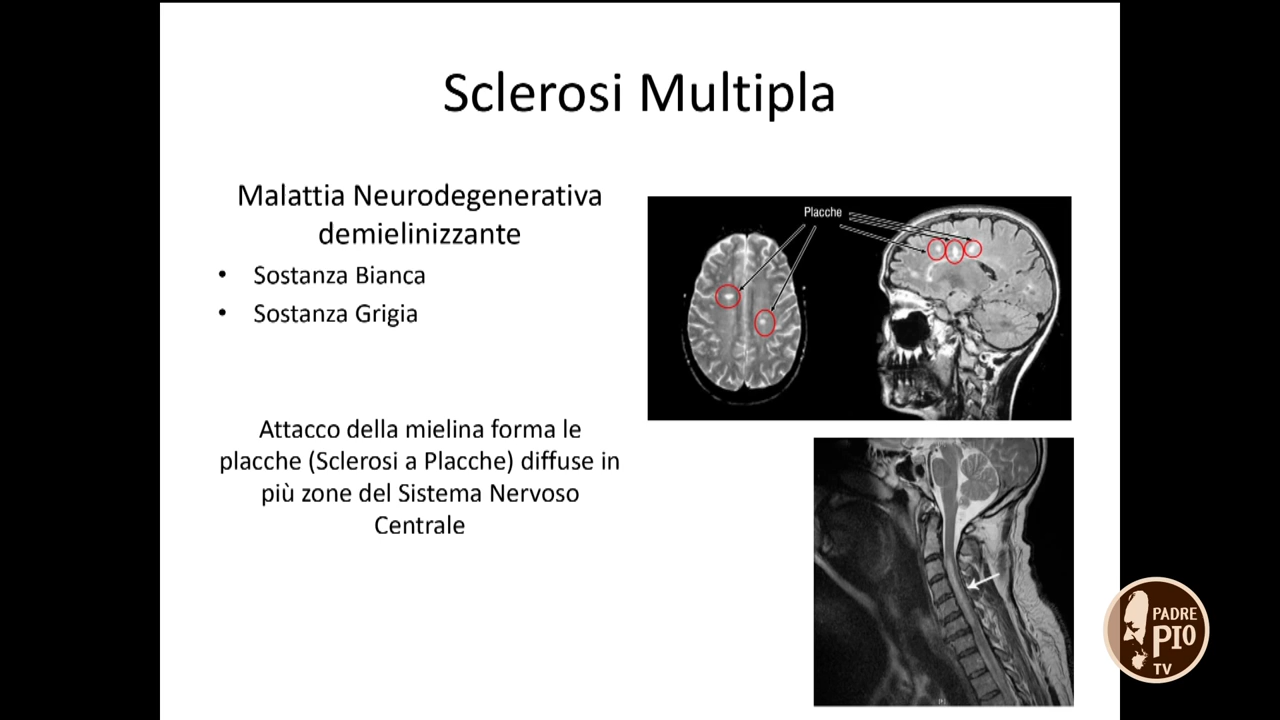 Sclerosi Multipla
Malattia Neurodegenerativa
demielinizzante
• Sostanza Bianca
• Sostanza Grigia
Attacco della mielina forma le
placche (Sclerosi a Placche) diffuse in
più zone del Sistema Nervoso
Centrale
Placche
PADRE
PIO
TV